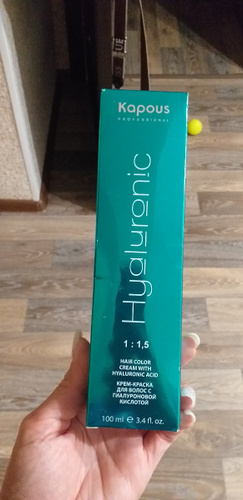 Kapous
PROFESSIONAL
Hyaluronic
1 : 1,5
HAIR COLOR
CREAM WITH
HYALURONIC ACID
КРЕМ-КРАСКА
ДЛЯ ВОЛОС С
ГИАЛУРОНОВОЙ
КИСЛОТОЙ
100 ml ℮ 3.4 fl. oz.